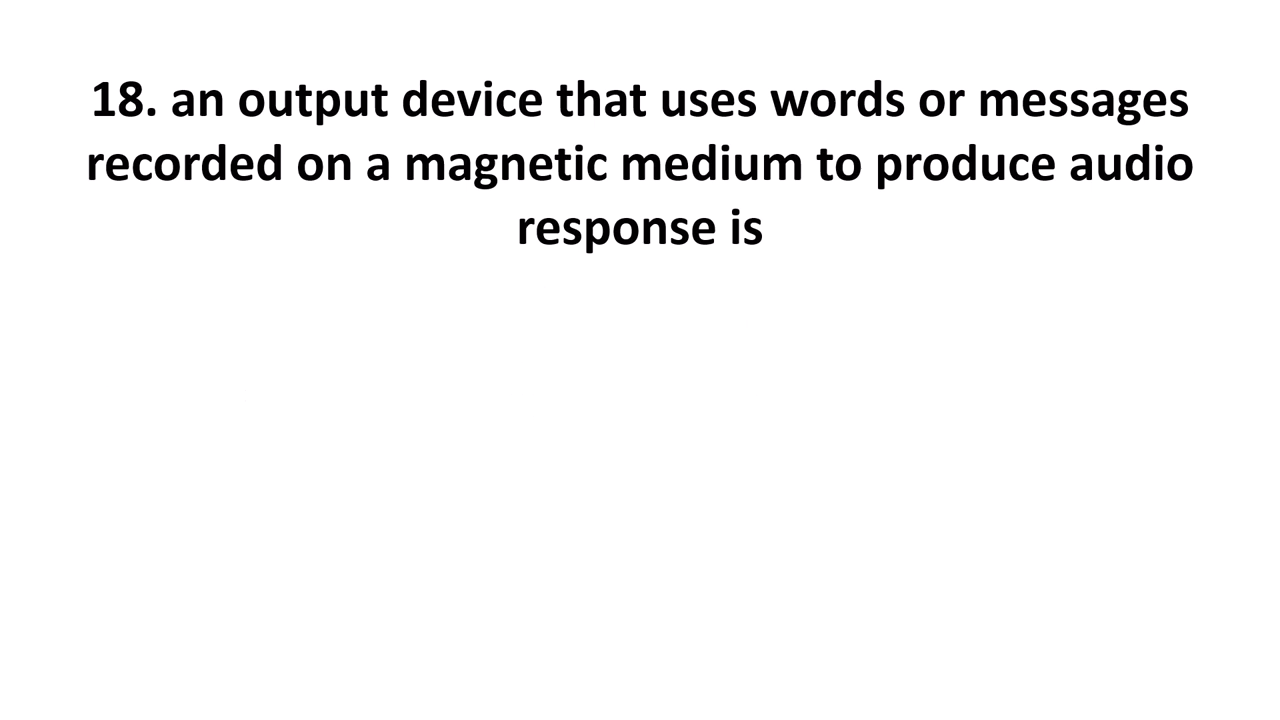 18. an output device that uses words or messages
recorded on a magnetic medium to produce audio
response is